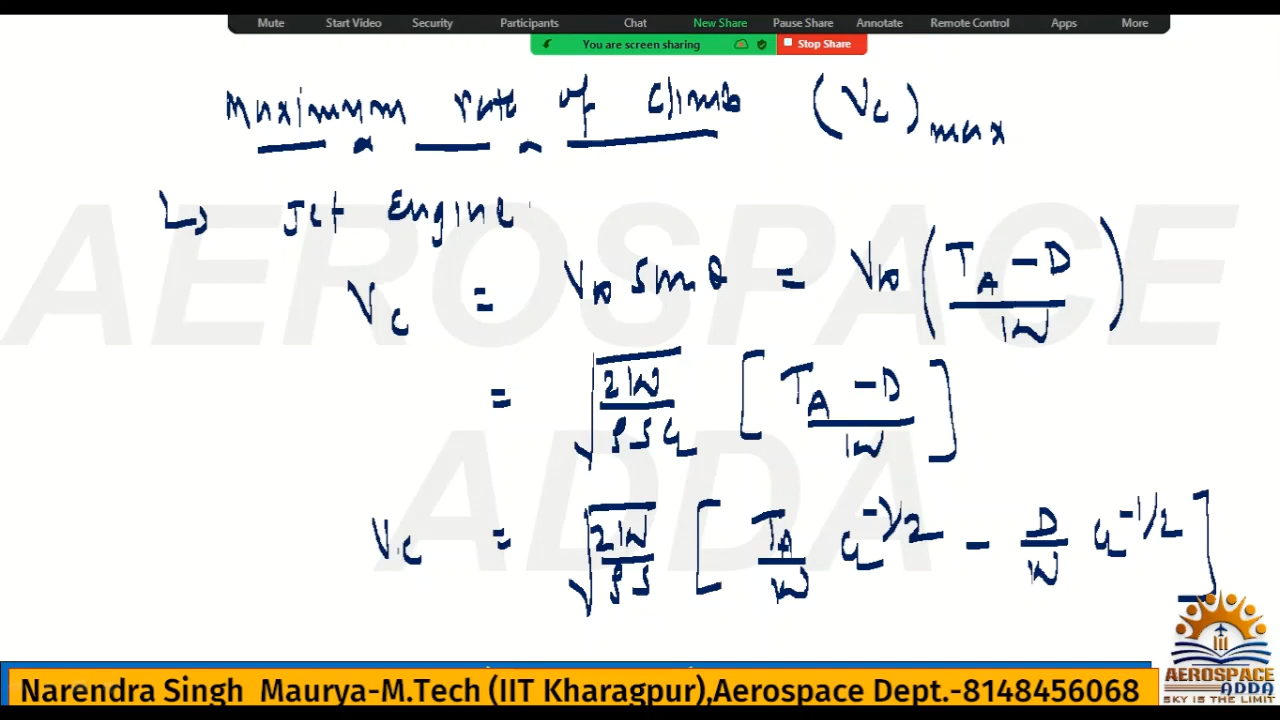 Mute Start Video Security Participants Chat New Share Pause Share Annotate Remote Control Apps More
You are screen sharing Stop Share
Maximum rate of climb (Vc)max
↳ Jet Engine
Vc = V∞ sinθ = V∞ ((TA - D)/W)
= √(2W/ρSCL) [(TA - D)/W]
Vc = √(2W/ρS) [TA/W CL^-1/2 - D/W CL^-1/2]
AEROSPACE
ADDA
Narendra Singh Maurya-M.Tech (IIT Kharagpur),Aerospace Dept.-8148456068
AEROSPACE
ADDA
SKY IS THE LIMIT